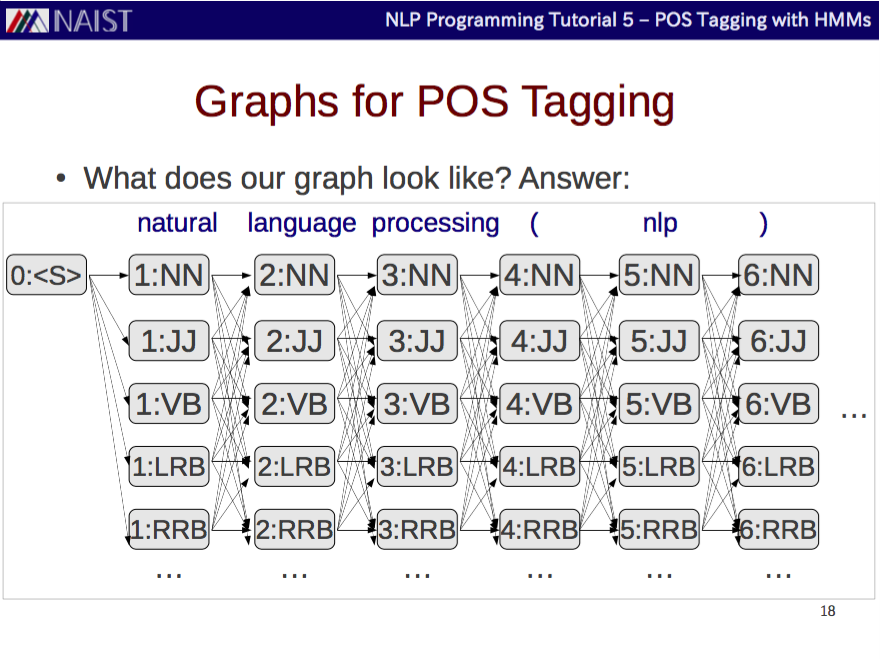 NAIST NLP Programming Tutorial 5 – POS Tagging with HMMs
Graphs for POS Tagging
• What does our graph look like? Answer:
natural language processing ( nlp )
0:<S> 1:NN 2:NN 3:NN 4:NN 5:NN 6:NN
1:JJ 2:JJ 3:JJ 4:JJ 5:JJ 6:JJ
1:VB 2:VB 3:VB 4:VB 5:VB 6:VB …
1:LRB 2:LRB 3:LRB 4:LRB 5:LRB 6:LRB
1:RRB 2:RRB 3:RRB 4:RRB 5:RRB 6:RRB
… … … … … …
18